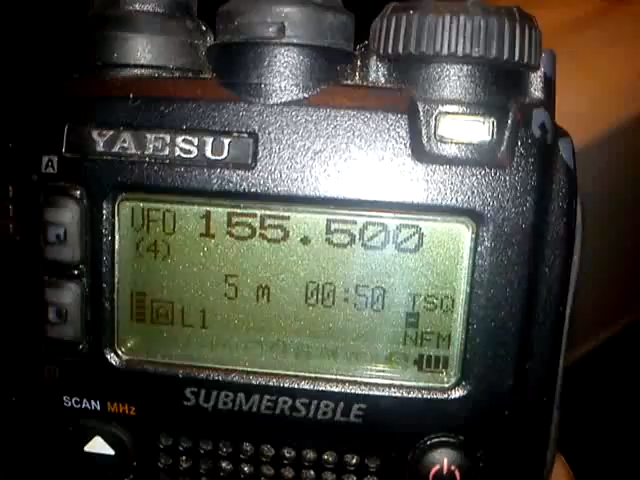 YAESU
A
VFO 155.500
(4)
5 m 00:50 TSQ
A L1
NFM
SUBMERSIBLE
SCAN MHz